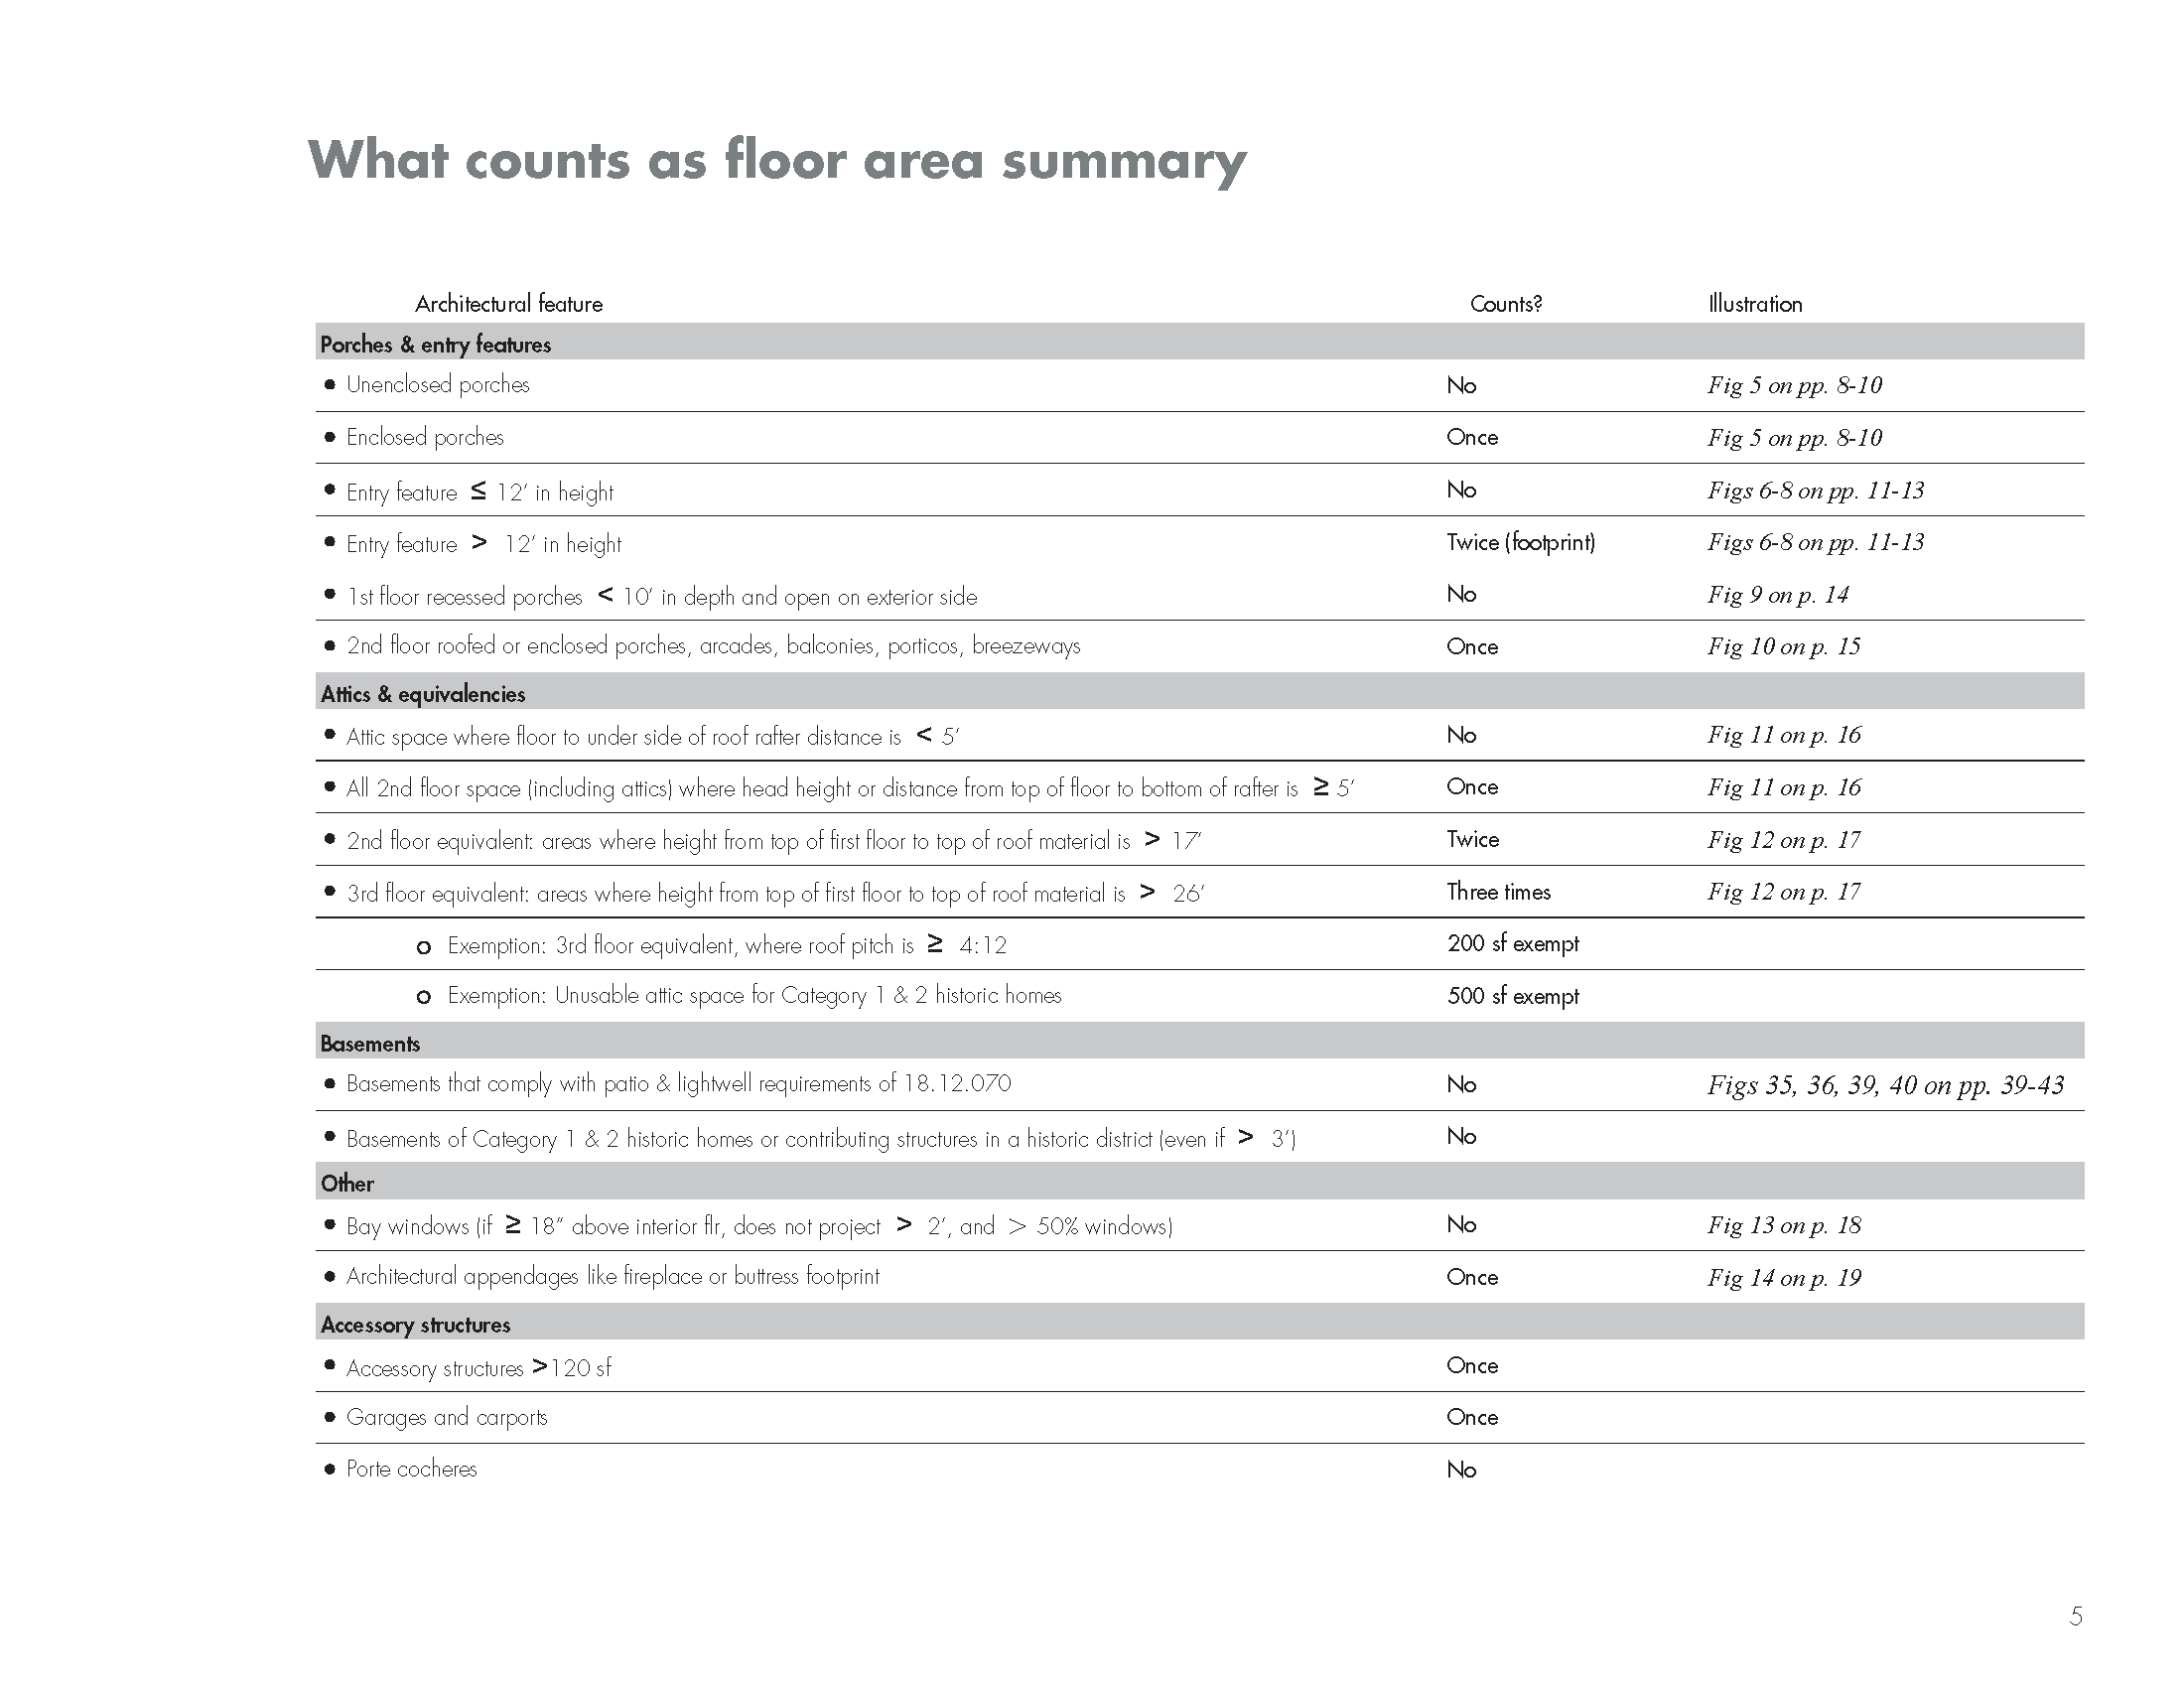 What counts as floor area summary
Architectural feature Counts? Illustration
Porches & entry features
• Unenclosed porches No Fig 5 on pp. 8-10
• Enclosed porches Once Fig 5 on pp. 8-10
• Entry feature ≤ 12' in height No Figs 6-8 on pp. 11-13
• Entry feature > 12' in height Twice (footprint) Figs 6-8 on pp. 11-13
• 1st floor recessed porches < 10' in depth and open on exterior side No Fig 9 on p. 14
• 2nd floor roofed or enclosed porches, arcades, balconies, porticos, breezeways Once Fig 10 on p. 15
Attics & equivalencies
• Attic space where floor to under side of roof rafter distance is < 5' No Fig 11 on p. 16
• All 2nd floor space (including attics) where head height or distance from top of floor to bottom of rafter is ≥ 5' Once Fig 11 on p. 16
• 2nd floor equivalent: areas where height from top of first floor to top of roof material is > 17' Twice Fig 12 on p. 17
• 3rd floor equivalent: areas where height from top of first floor to top of roof material is > 26' Three times Fig 12 on p. 17
o Exemption: 3rd floor equivalent, where roof pitch is ≥ 4:12 200 sf exempt
o Exemption: Unusable attic space for Category 1 & 2 historic homes 500 sf exempt
Basements
• Basements that comply with patio & lightwell requirements of 18.12.070 No Figs 35, 36, 39, 40 on pp. 39-43
• Basements of Category 1 & 2 historic homes or contributing structures in a historic district (even if > 3') No
Other
• Bay windows (if ≥ 18" above interior flr, does not project > 2', and > 50% windows) No Fig 13 on p. 18
• Architectural appendages like fireplace or buttress footprint Once Fig 14 on p. 19
Accessory structures
• Accessory structures >120 sf Once
• Garages and carports Once
• Porte cocheres No
5